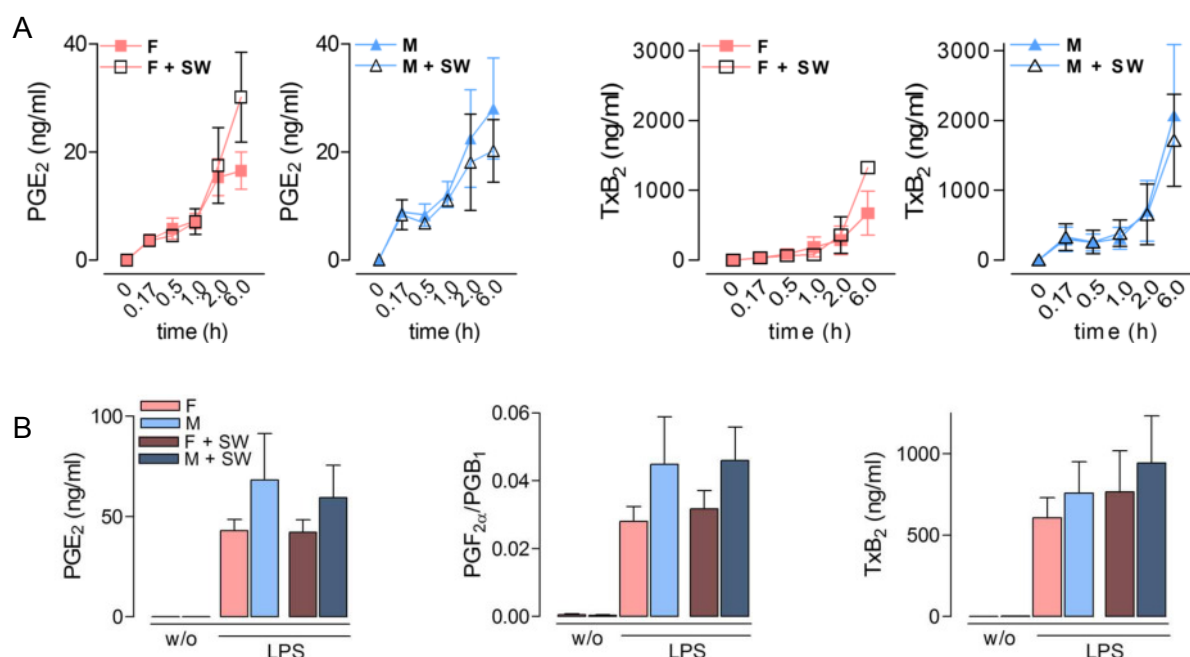 A
PGE2 (ng/ml)
40
20
0
F
F + SW
0 0.17 0.5 1.0 2.0 6.0
time (h)
PGE2 (ng/ml)
40
20
0
M
M + SW
0 0.17 0.5 1.0 2.0 6.0
time (h)
TxB2 (ng/ml)
3000
2000
1000
0
F
F + SW
0 0.17 0.5 1.0 2.0 6.0
time (h)
TxB2 (ng/ml)
3000
2000
1000
0
M
M + SW
0 0.17 0.5 1.0 2.0 6.0
time (h)
B
PGE2 (ng/ml)
100
50
0
F
M
F + SW
M + SW
w/o LPS
PGF2α/PGB1
0.06
0.04
0.02
0.00
w/o LPS
TxB2 (ng/ml)
1000
500
0
w/o LPS